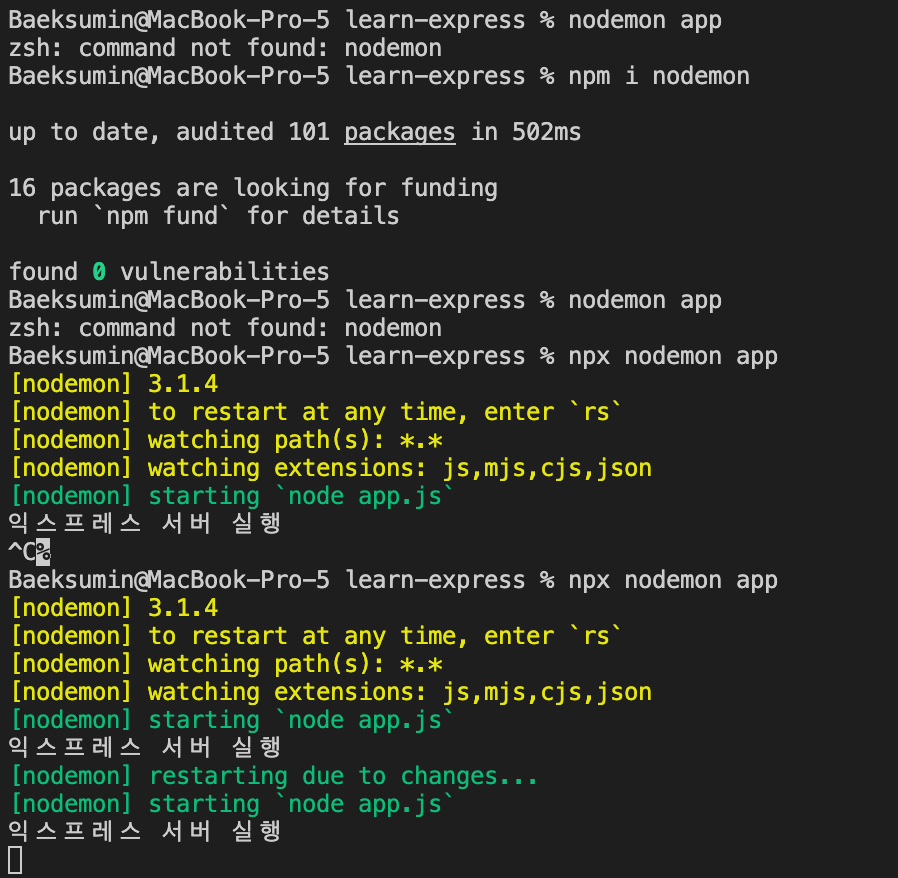 Baeksumin@MacBook-Pro-5 learn-express % nodemon app
zsh: command not found: nodemon
Baeksumin@MacBook-Pro-5 learn-express % npm i nodemon
up to date, audited 101 packages in 502ms
16 packages are looking for funding
  run `npm fund` for details
found 0 vulnerabilities
Baeksumin@MacBook-Pro-5 learn-express % nodemon app
zsh: command not found: nodemon
Baeksumin@MacBook-Pro-5 learn-express % npx nodemon app
[nodemon] 3.1.4
[nodemon] to restart at any time, enter `rs`
[nodemon] watching path(s): *.*
[nodemon] watching extensions: js,mjs,cjs,json
[nodemon] starting `node app.js`
익스프레스 서버 실행
^C%
Baeksumin@MacBook-Pro-5 learn-express % npx nodemon app
[nodemon] 3.1.4
[nodemon] to restart at any time, enter `rs`
[nodemon] watching path(s): *.*
[nodemon] watching extensions: js,mjs,cjs,json
[nodemon] starting `node app.js`
익스프레스 서버 실행
[nodemon] restarting due to changes...
[nodemon] starting `node app.js`
익스프레스 서버 실행